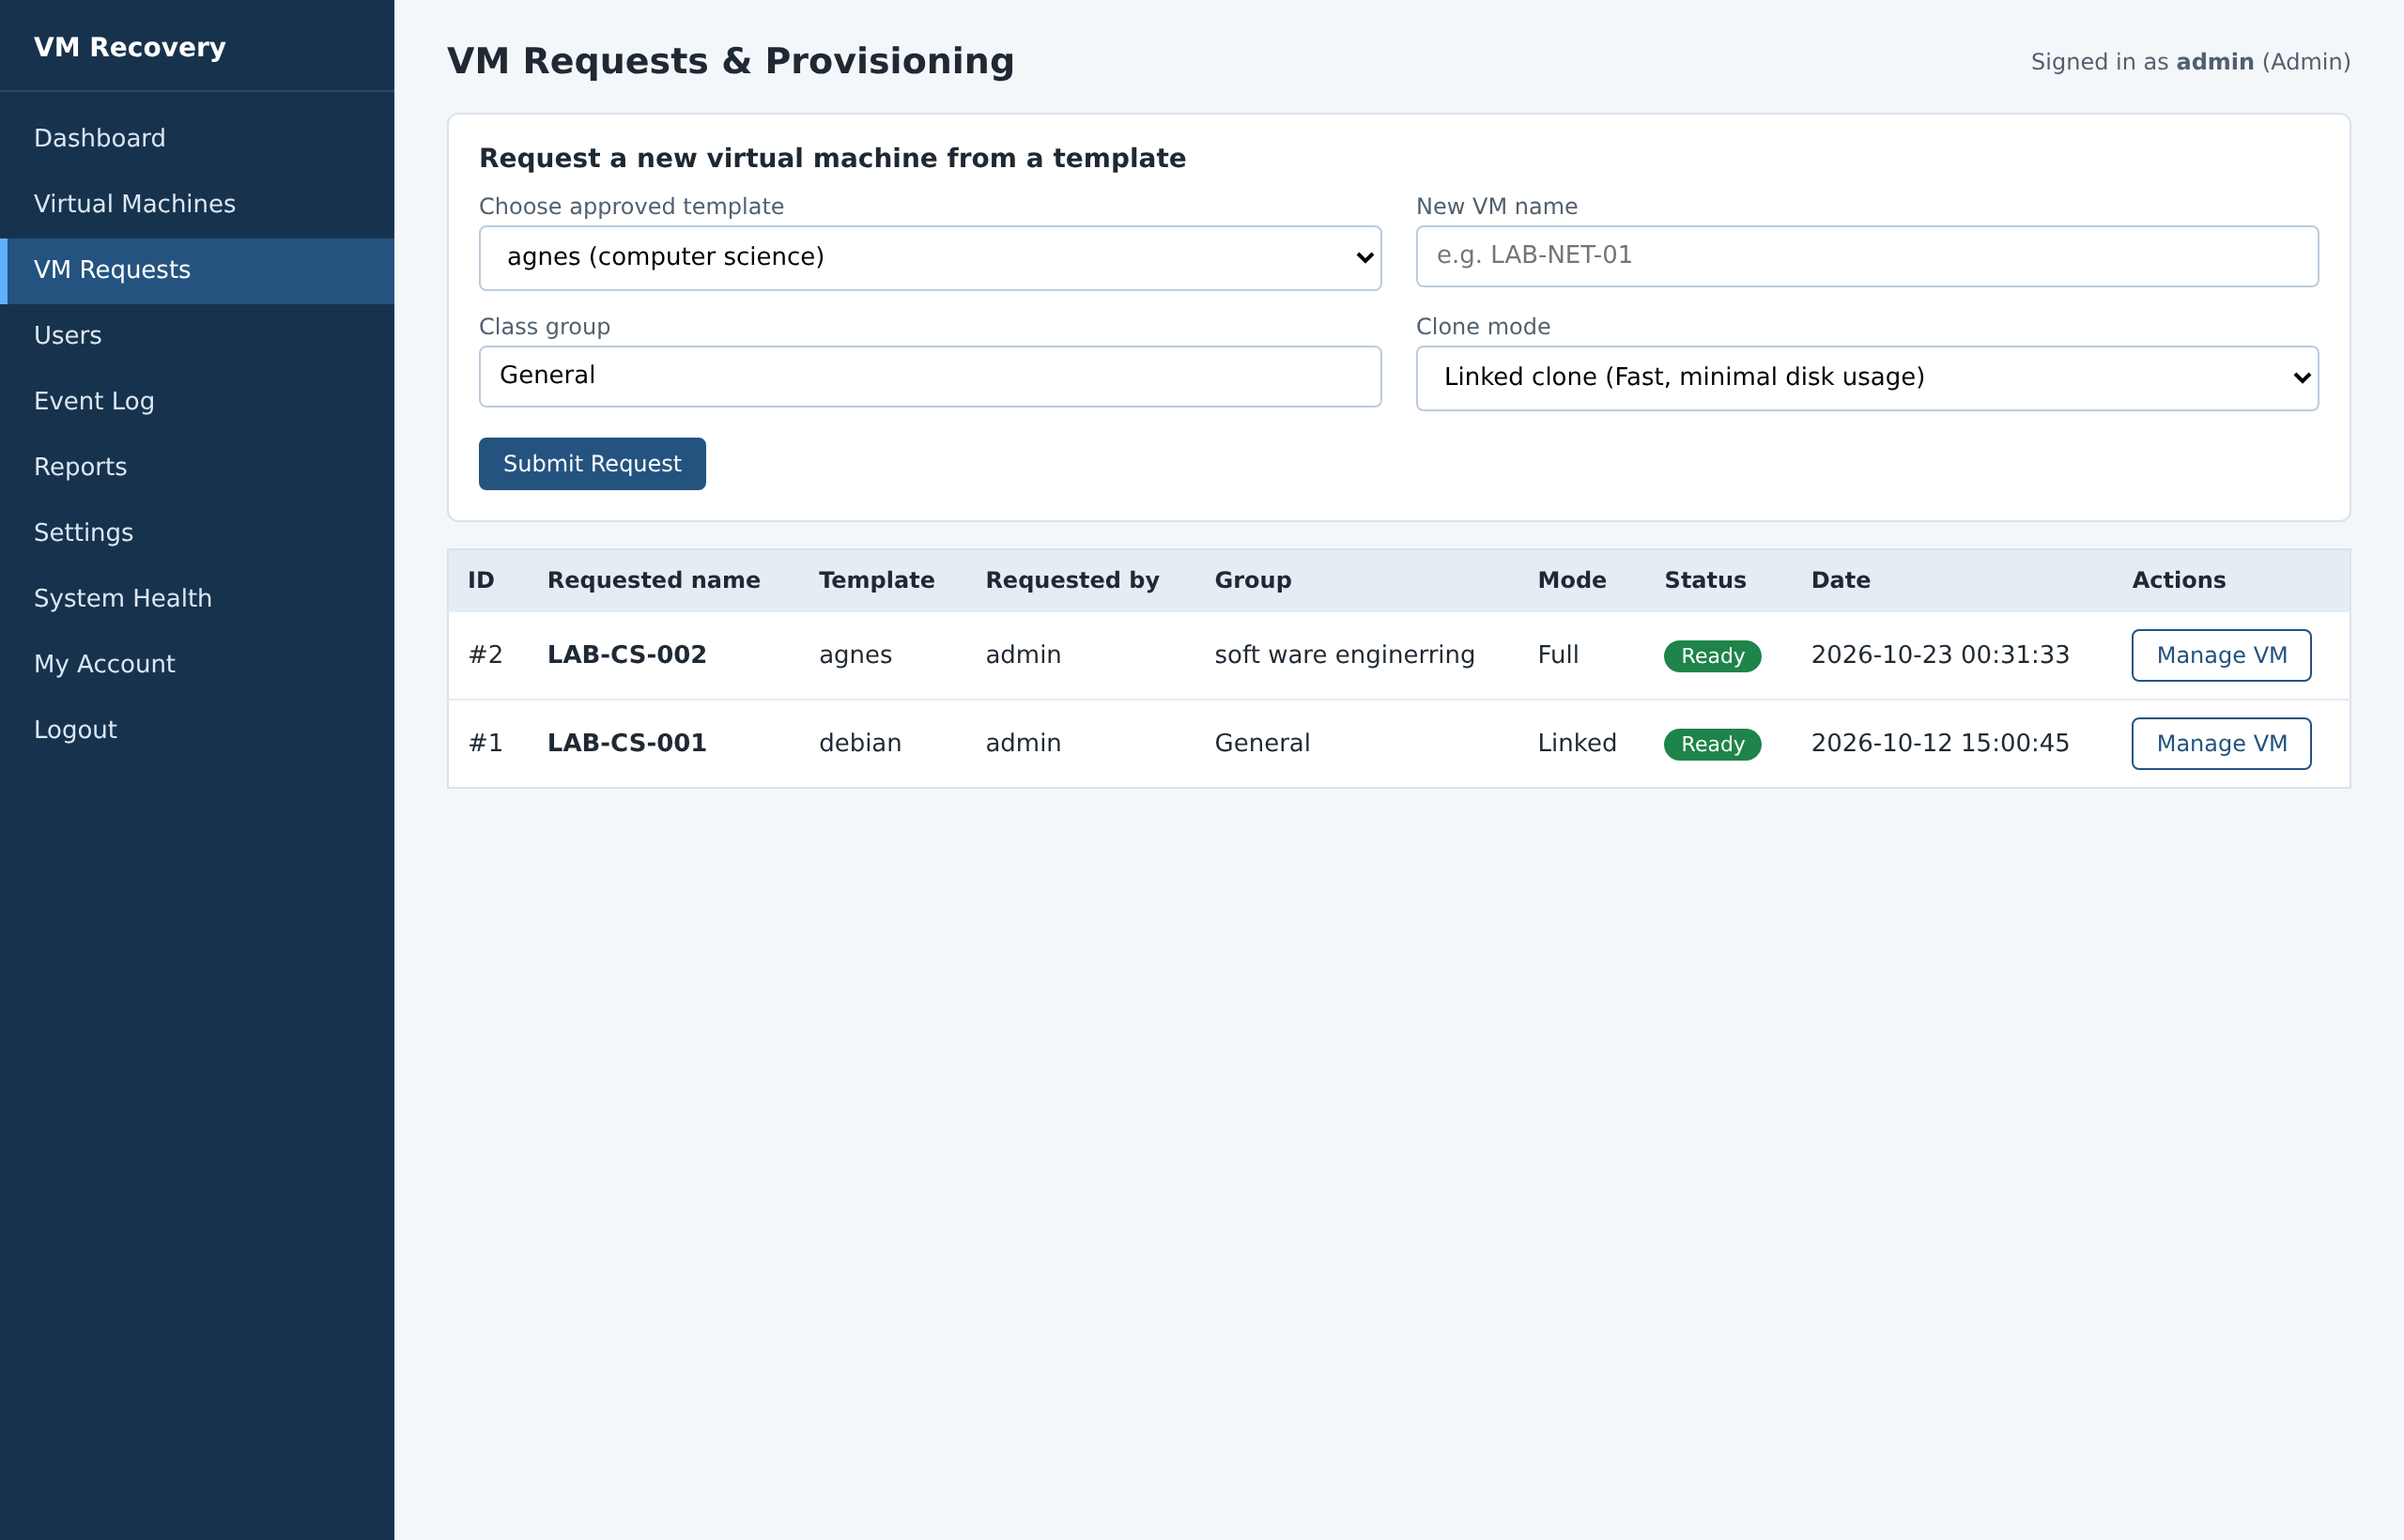 VM Recovery
Dashboard
Virtual Machines
VM Requests
Users
Event Log
Reports
Settings
System Health
My Account
Logout
VM Requests & Provisioning
Signed in as admin (Admin)
Request a new virtual machine from a template
Choose approved template
New VM name
agnes (computer science)
e.g. LAB-NET-01
Class group
Clone mode
General
Linked clone (Fast, minimal disk usage)
Submit Request
ID Requested name Template Requested by Group Mode Status Date Actions
#2 LAB-CS-002 agnes admin soft ware enginerring Full Ready 2026-10-23 00:31:33 Manage VM
#1 LAB-CS-001 debian admin General Linked Ready 2026-10-12 15:00:45 Manage VM